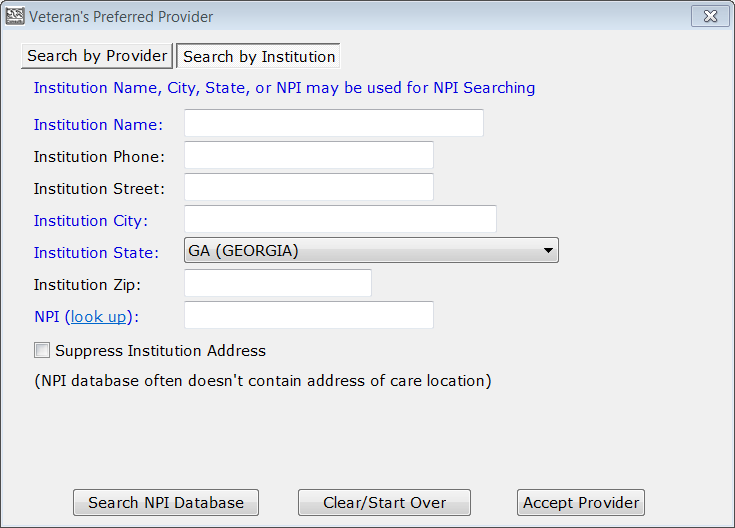 Veteran's Preferred Provider
Search by Provider Search by Institution
Institution Name, City, State, or NPI may be used for NPI Searching
Institution Name:
Institution Phone:
Institution Street:
Institution City:
Institution State: GA (GEORGIA)
Institution Zip:
NPI (look up):
Suppress Institution Address
(NPI database often doesn't contain address of care location)
Search NPI Database Clear/Start Over Accept Provider